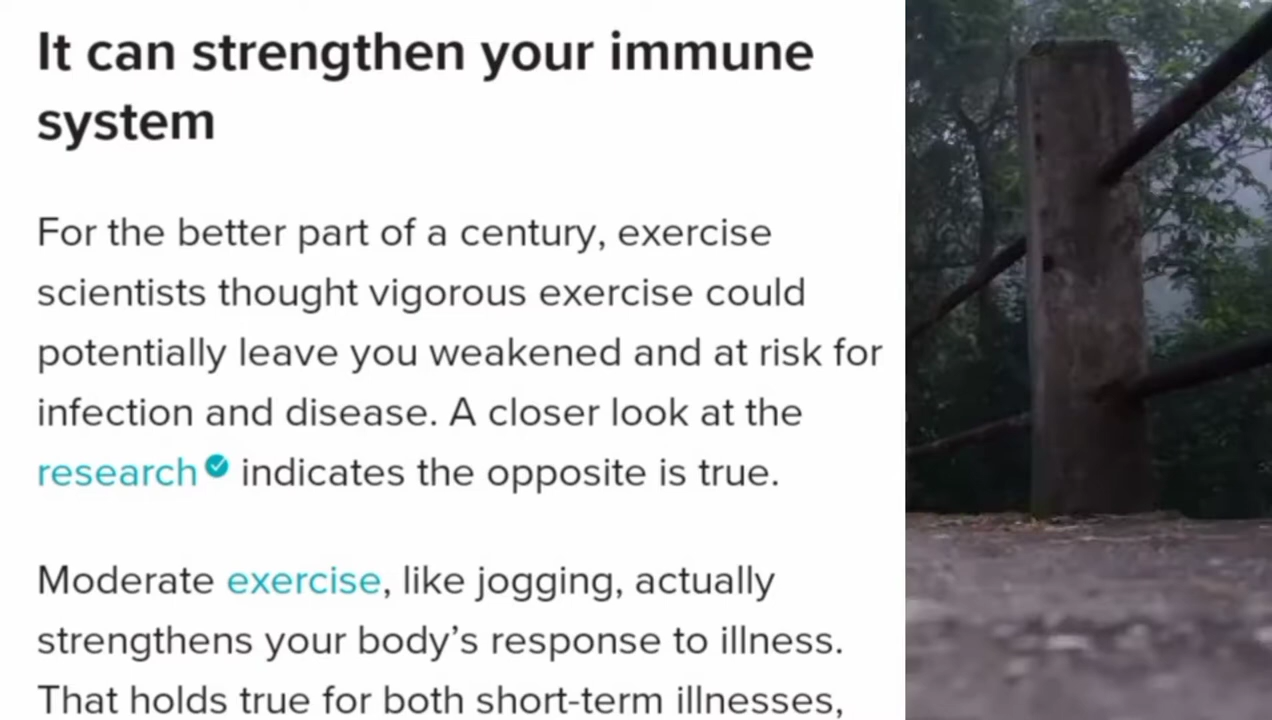 It can strengthen your immune
system
For the better part of a century, exercise
scientists thought vigorous exercise could
potentially leave you weakened and at risk for
infection and disease. A closer look at the
research indicates the opposite is true.
Moderate exercise, like jogging, actually
strengthens your body’s response to illness.
That holds true for both short-term illnesses,